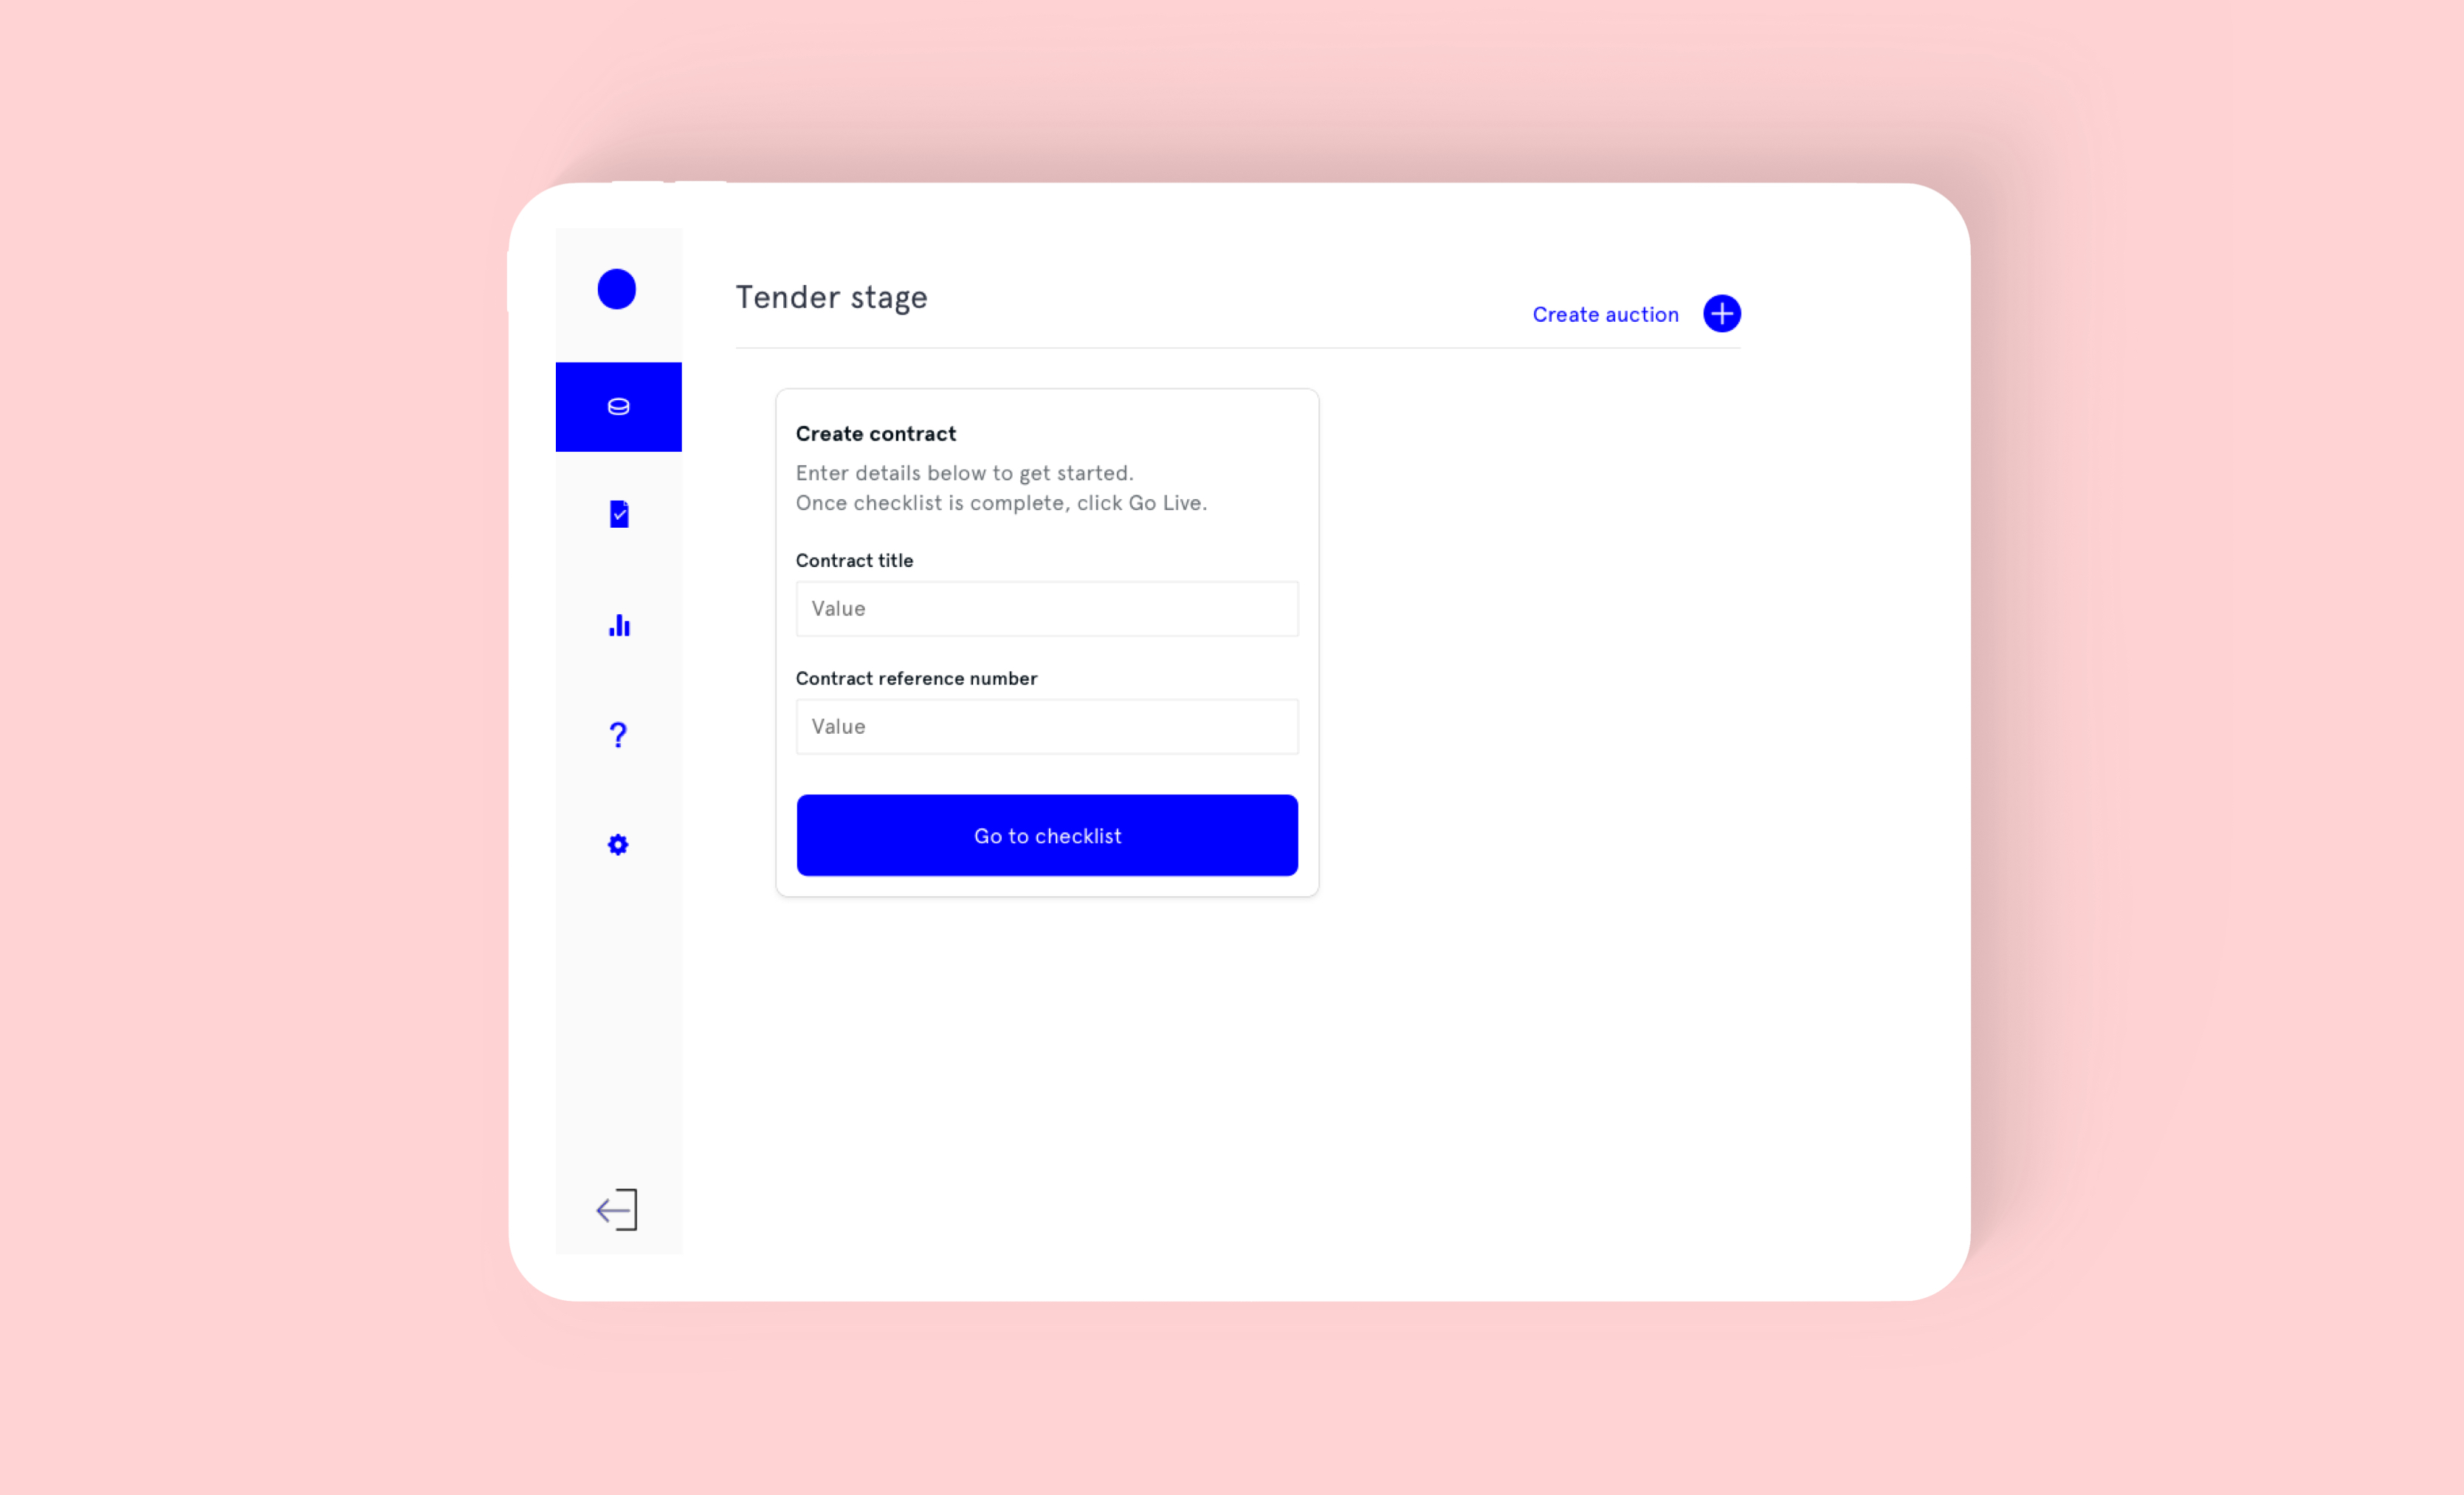 Tender stage
Create auction
Create contract
Enter details below to get started.
Once checklist is complete, click Go Live.
Contract title
Value
Contract reference number
Value
Go to checklist
?